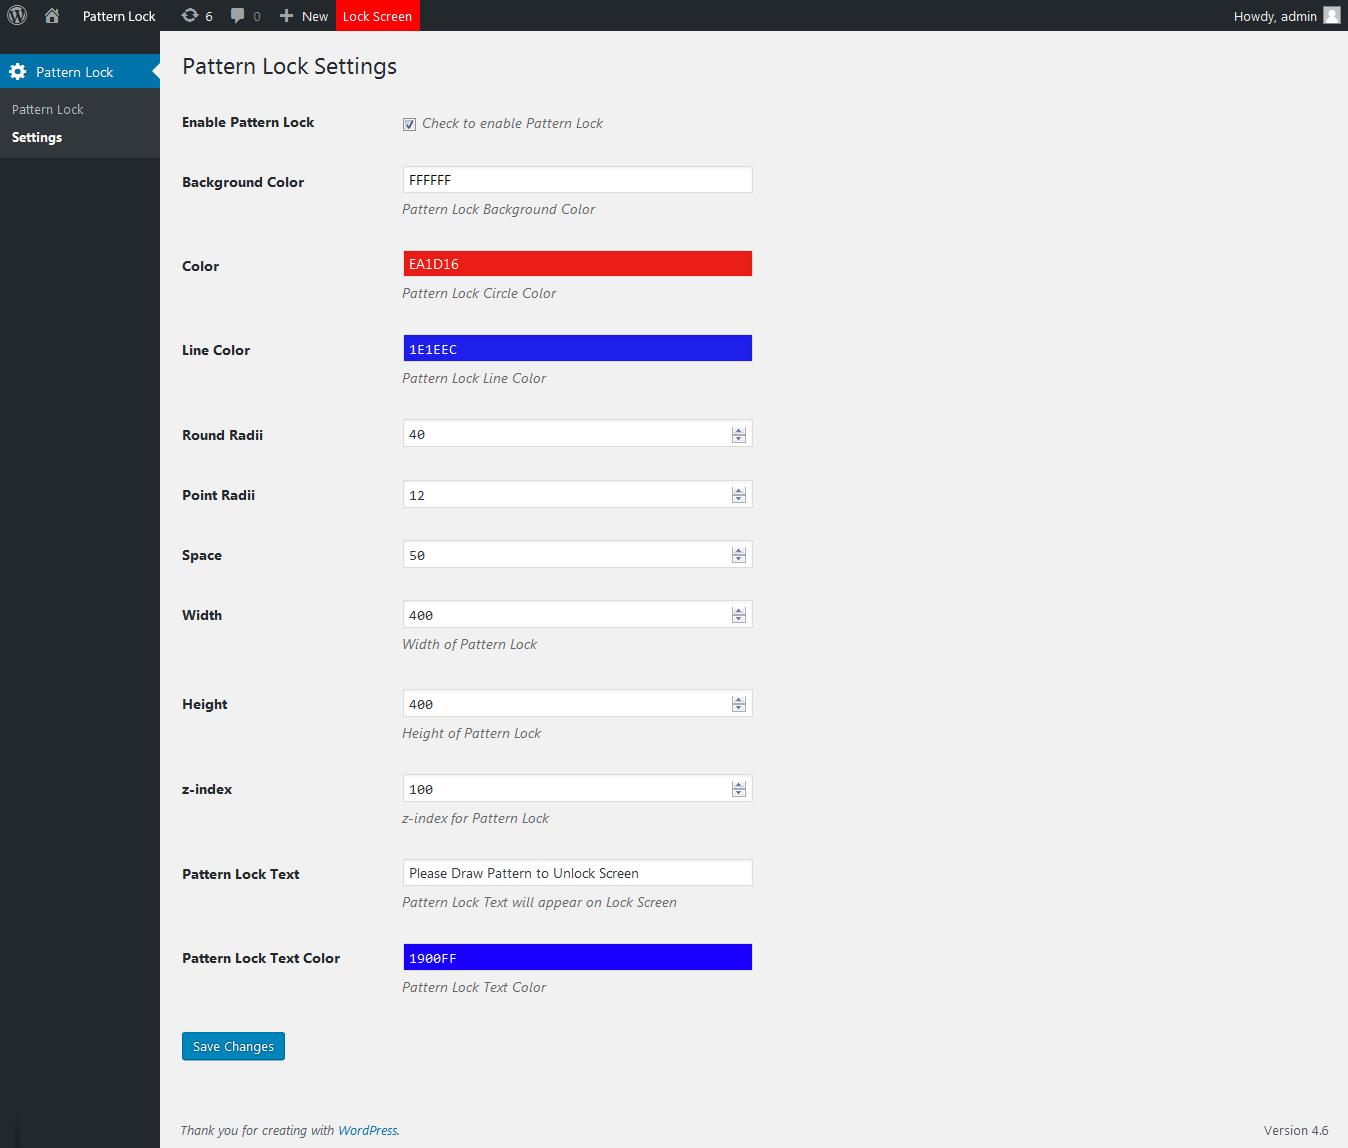 Pattern Lock 6 0 New Lock Screen Howdy, admin
Pattern Lock
Pattern Lock
Settings
Pattern Lock Settings
Enable Pattern Lock Check to enable Pattern Lock
Background Color FFFFFF
Pattern Lock Background Color
Color EA1D16
Pattern Lock Circle Color
Line Color 1E1EEC
Pattern Lock Line Color
Round Radii 40
Point Radii 12
Space 50
Width 400
Width of Pattern Lock
Height 400
Height of Pattern Lock
z-index 100
z-index for Pattern Lock
Pattern Lock Text Please Draw Pattern to Unlock Screen
Pattern Lock Text will appear on Lock Screen
Pattern Lock Text Color 1900FF
Pattern Lock Text Color
Save Changes
Thank you for creating with WordPress. Version 4.6